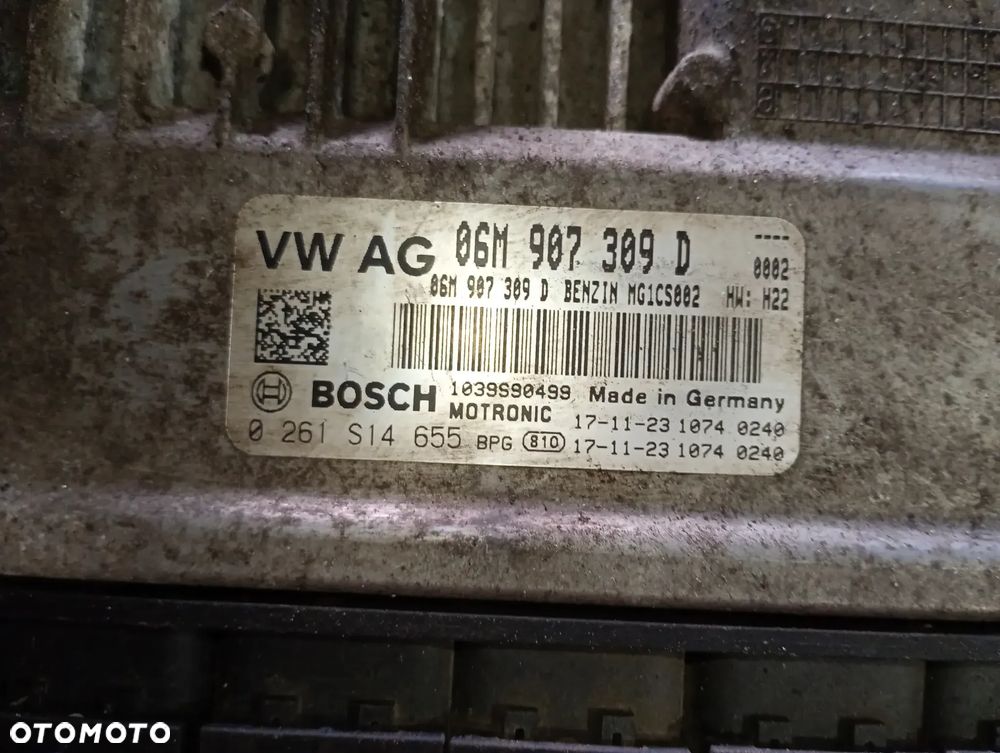 VW AG 06M 907 309 D ----
0002
06M 907 309 D BENZIN MG1CS002 HW: H22
BOSCH 1039S90499 Made in Germany
MOTRONIC 17-11-23 1074 0240
0 261 S14 655 BPG 810 17-11-23 1074 0240
OTOMOTO